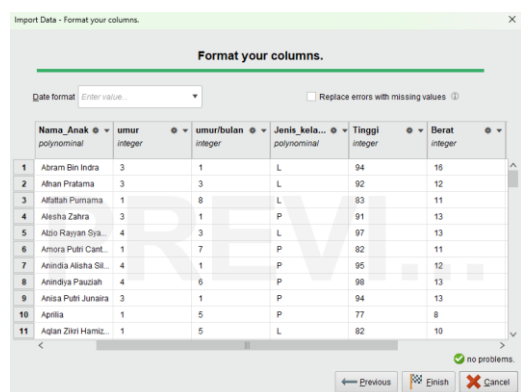 Import Data - Format your columns.
Format your columns.
Date format Enter value... Replace errors with missing values
Nama_Anak umur umur/bulan Jenis_kela... Tinggi Berat
polynominal integer integer polynominal integer integer
1 Abram Bin Indra 3 1 L 94 16
2 Afnan Pratama 3 3 L 92 12
3 Alfattah Purnama 1 8 L 83 11
4 Alesha Zahra 3 1 P 91 13
5 Atzio Rayyan Sya... 4 3 L 97 13
6 Amora Putri Cant... 1 7 P 82 11
7 Anindia Alisha Sil... 4 1 P 95 12
8 Anindiya Pauziah 4 6 P 98 13
9 Anisa Putri Junaira 3 1 P 94 13
10 Aprilia 1 5 P 77 8
11 Aqlan Zikri Hamiz... 1 5 L 82 10
PREVI...
no problems.
Previous Finish Cancel